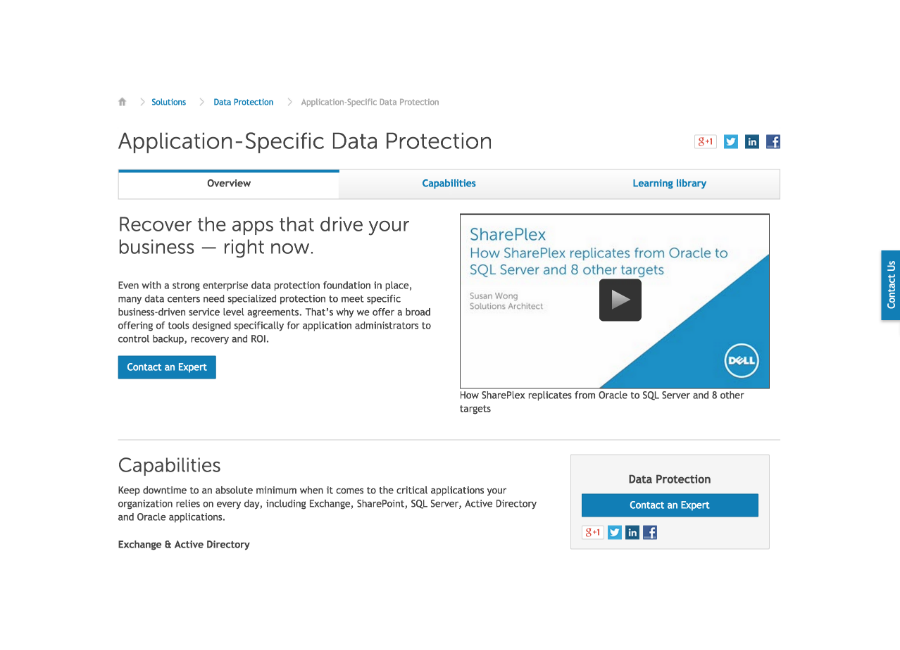 Solutions Data Protection Application-Specific Data Protection
Application-Specific Data Protection
g+1 in f
Overview Capabilities Learning library
Recover the apps that drive your
business — right now.
Even with a strong enterprise data protection foundation in place,
many data centers need specialized protection to meet specific
business-driven service level agreements. That's why we offer a broad
offering of tools designed specifically for application administrators to
control backup, recovery and ROI.
Contact an Expert
SharePlex
How SharePlex replicates from Oracle to
SQL Server and 8 other targets
Susan Wong
Solutions Architect
DELL
How SharePlex replicates from Oracle to SQL Server and 8 other
targets
Contact Us
Capabilities
Keep downtime to an absolute minimum when it comes to the critical applications your
organization relies on every day, including Exchange, SharePoint, SQL Server, Active Directory
and Oracle applications.
Exchange & Active Directory
Data Protection
Contact an Expert
g+1 in f